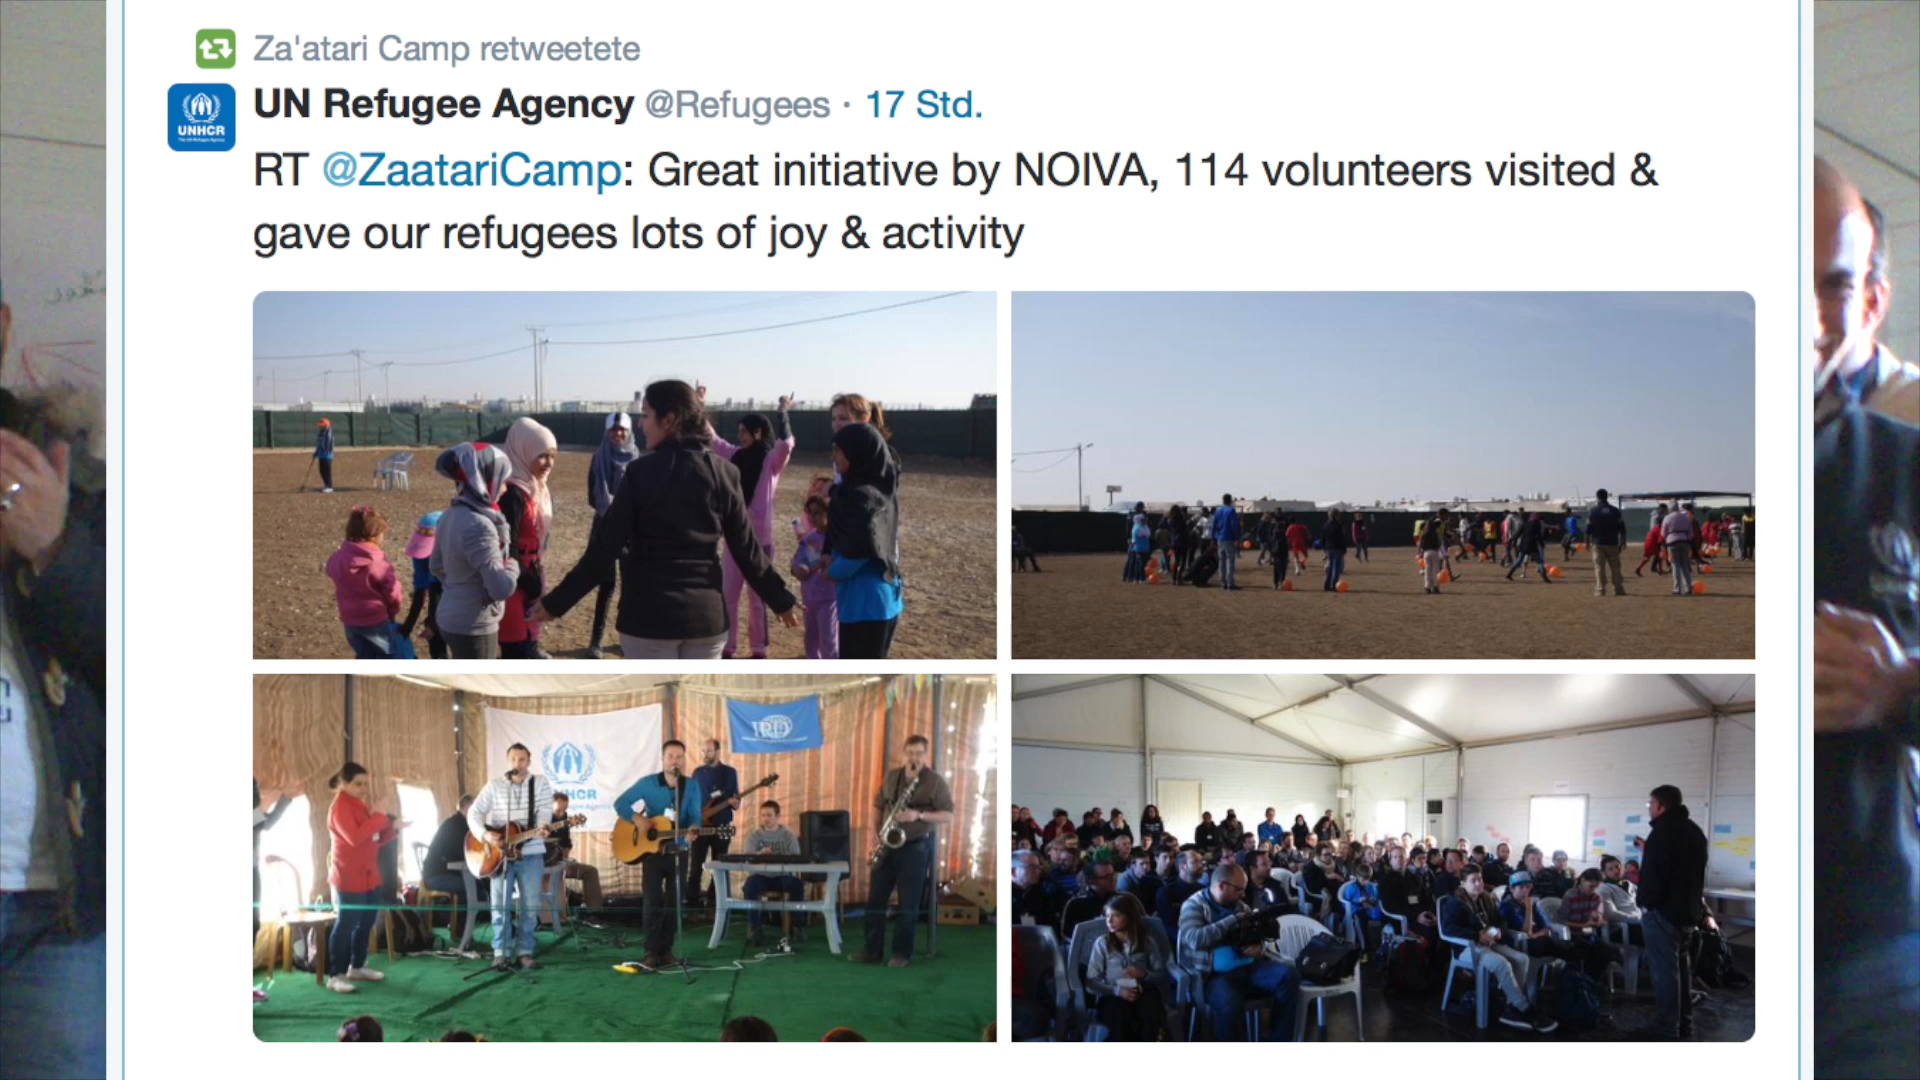 Za'atari Camp retweetete
UN Refugee Agency @Refugees · 17 Std.
UNHCR
RT @ZaatariCamp: Great initiative by NOIVA, 114 volunteers visited &
gave our refugees lots of joy & activity
UNHCR